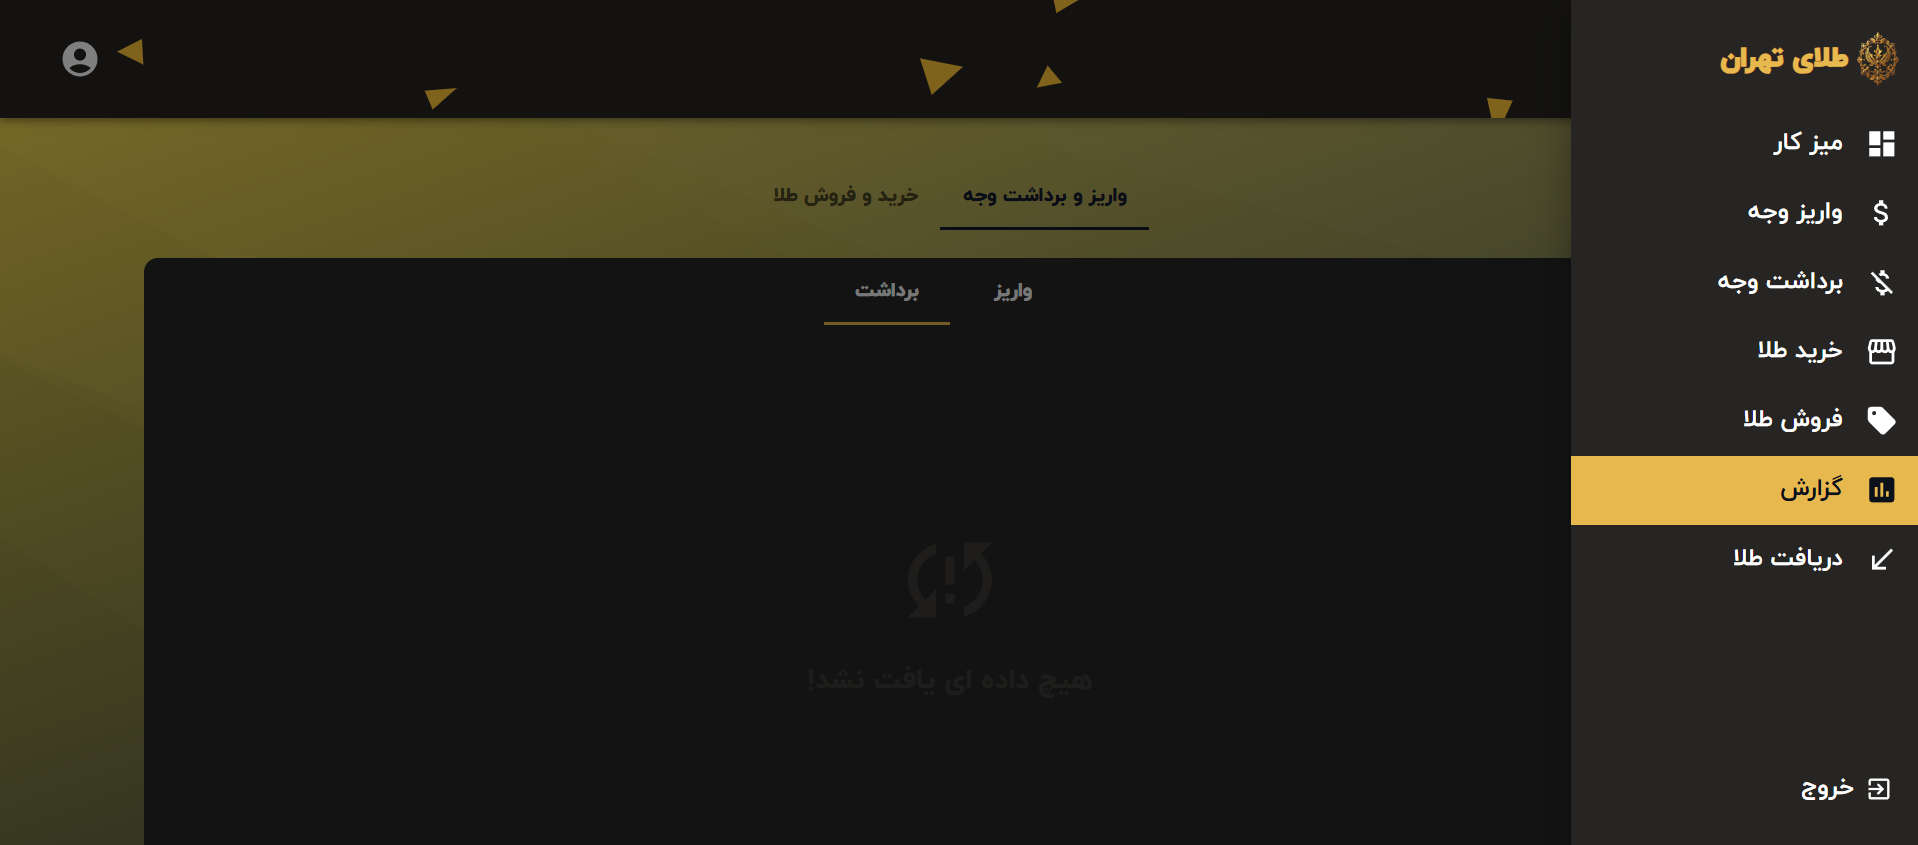 طلای تهران
میز کار
واریز وجه
برداشت وجه
خرید طلا
فروش طلا
گزارش
دریافت طلا
خروج
واریز و برداشت وجه
خرید و فروش طلا
واریز
برداشت
هیچ داده ای یافت نشد!